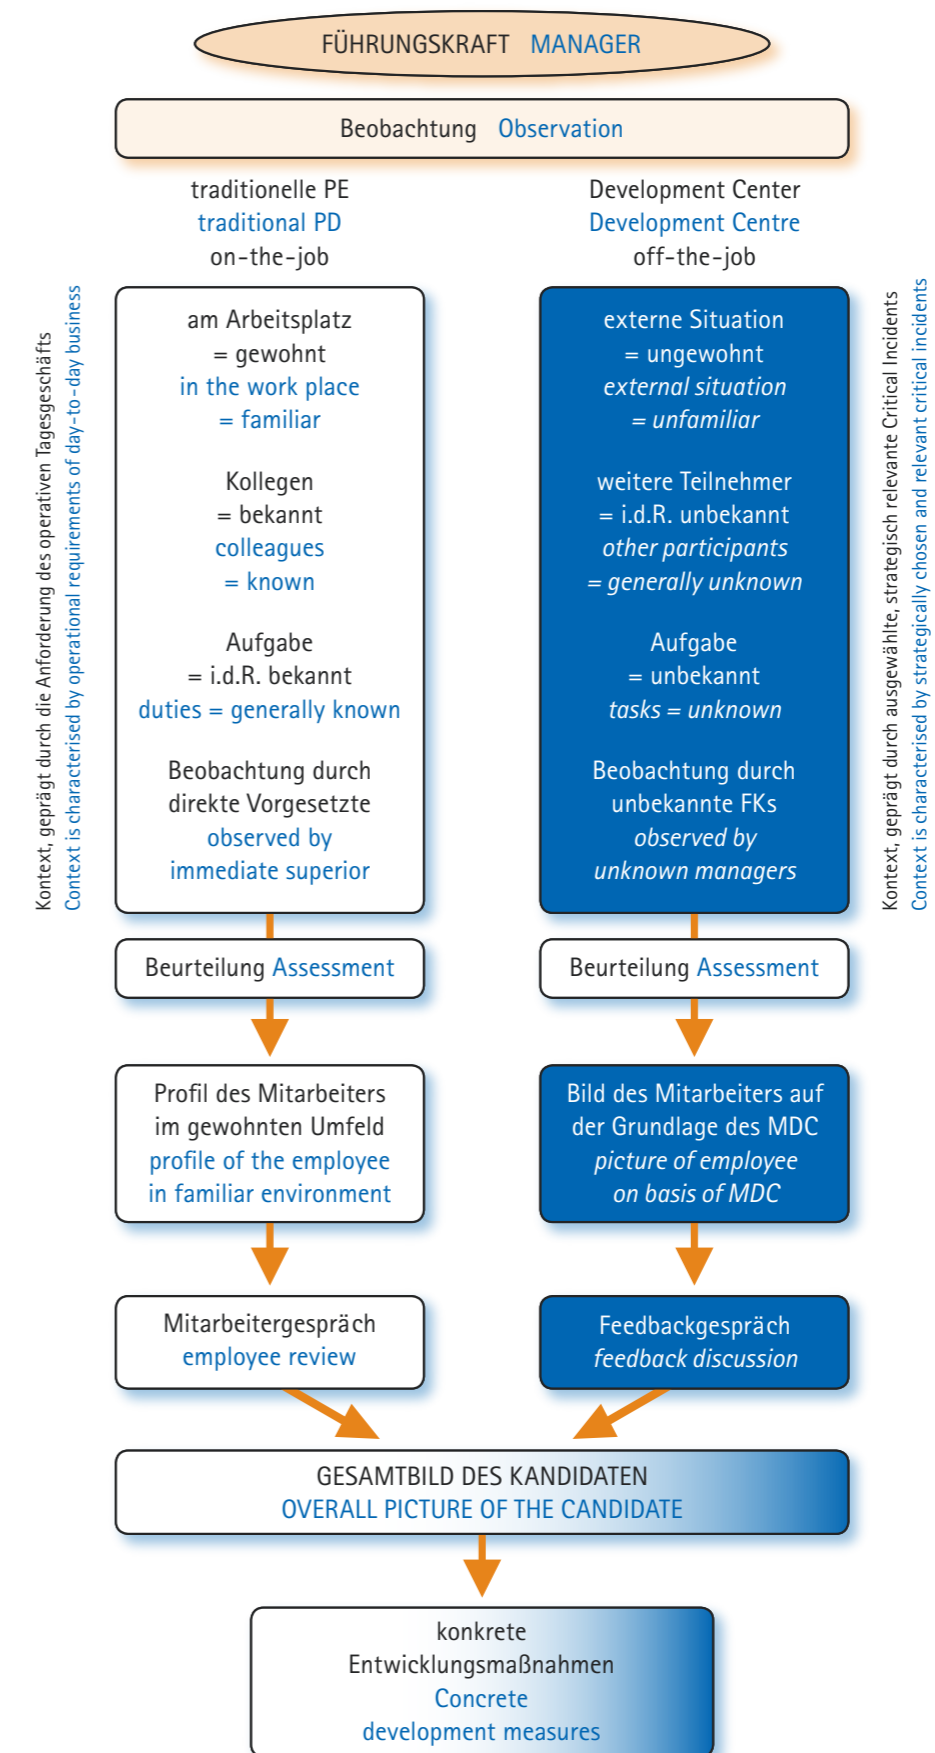 FÜHRUNGSKRAFT MANAGER
Beobachtung Observation
traditionelle PE
traditional PD
on-the-job
Kontext, geprägt durch die Anforderung des operativen Tagesgeschäfts
Context is characterised by operational requirements of day-to-day business
am Arbeitsplatz
= gewohnt
in the work place
= familiar
Kollegen
= bekannt
colleagues
= known
Aufgabe
= i.d.R. bekannt
duties = generally known
Beobachtung durch
direkte Vorgesetzte
observed by
immediate superior
Beurteilung Assessment
Profil des Mitarbeiters
im gewohnten Umfeld
profile of the employee
in familiar environment
Mitarbeitergespräch
employee review
Development Center
Development Centre
off-the-job
externe Situation
= ungewohnt
external situation
= unfamiliar
weitere Teilnehmer
= i.d.R. unbekannt
other participants
= generally unknown
Aufgabe
= unbekannt
tasks = unknown
Beobachtung durch
unbekannte FKs
observed by
unknown managers
Kontext, geprägt durch ausgewählte, strategisch relevante Critical Incidents
Context is characterised by strategically chosen and relevant critical incidents
Beurteilung Assessment
Bild des Mitarbeiters auf
der Grundlage des MDC
picture of employee
on basis of MDC
Feedbackgespräch
feedback discussion
GESAMTBILD DES KANDIDATEN
OVERALL PICTURE OF THE CANDIDATE
konkrete
Entwicklungsmaßnahmen
Concrete
development measures